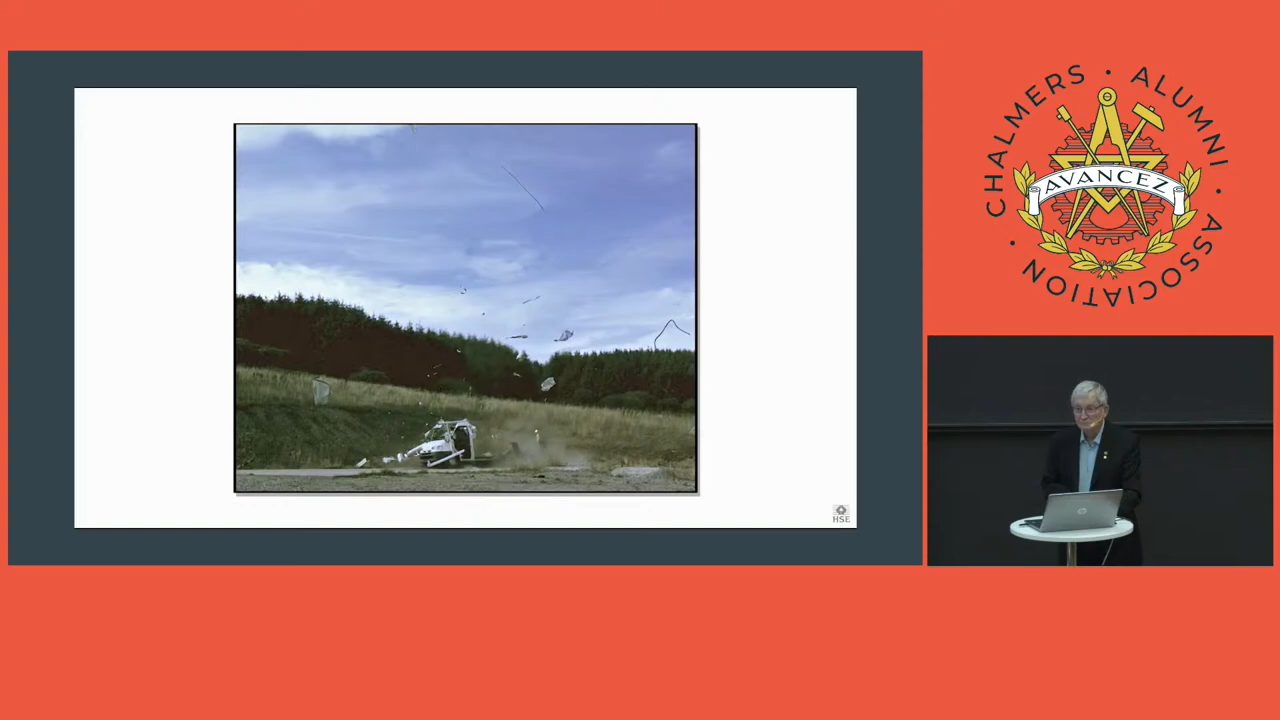 CHALMERS • ALUMNI • ASSOCIATION •
AVANCEZ
HSE